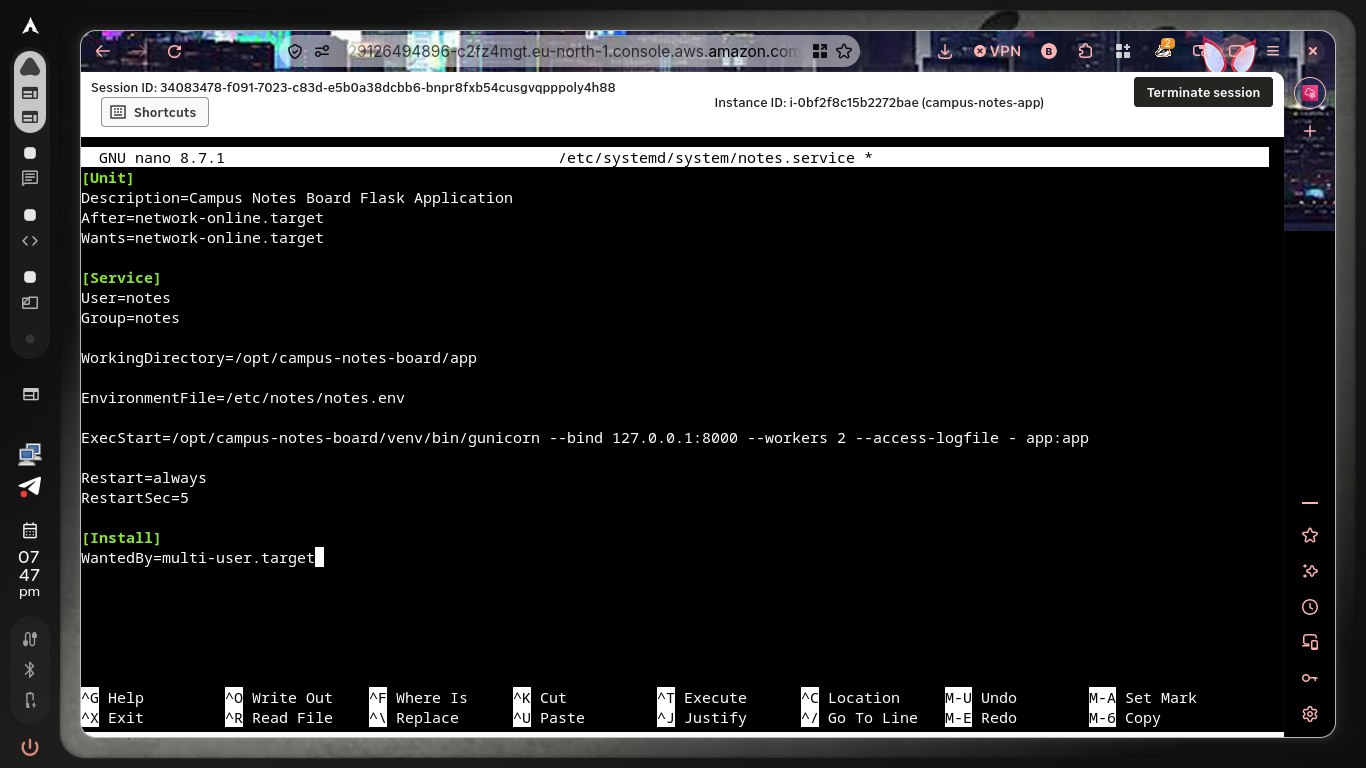 29126494896-c2fz4mgt.eu-north-1.console.aws.amazon.com
VPN
B
2
Session ID: 34083478-f091-7023-c83d-e5b0a38dcbb6-bnpr8fxb54cusgvqpppoly4h88
Shortcuts
Instance ID: i-0bf2f8c15b2272bae (campus-notes-app)
Terminate session
GNU nano 8.7.1 /etc/systemd/system/notes.service *
[Unit]
Description=Campus Notes Board Flask Application
After=network-online.target
Wants=network-online.target
[Service]
User=notes
Group=notes
WorkingDirectory=/opt/campus-notes-board/app
EnvironmentFile=/etc/notes/notes.env
ExecStart=/opt/campus-notes-board/venv/bin/gunicorn --bind 127.0.0.1:8000 --workers 2 --access-logfile - app:app
Restart=always
RestartSec=5
[Install]
WantedBy=multi-user.target
^G Help ^O Write Out ^F Where Is ^K Cut ^T Execute ^C Location M-U Undo M-A Set Mark
^X Exit ^R Read File ^\ Replace ^U Paste ^J Justify ^/ Go To Line M-E Redo M-6 Copy
07
47
pm